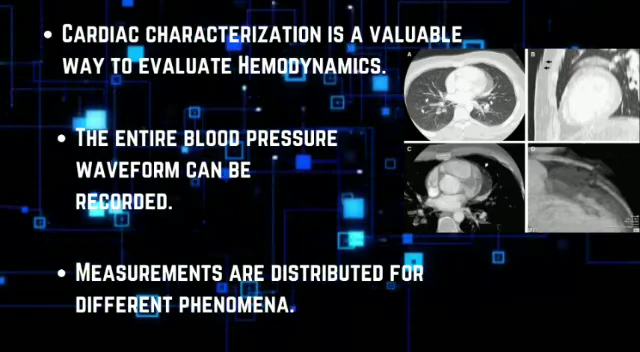 • Cardiac characterization is a valuable
way to evaluate Hemodynamics.
• The entire blood pressure
waveform can be
recorded.
• Measurements are distributed for
different phenomena.
A
B
C
D